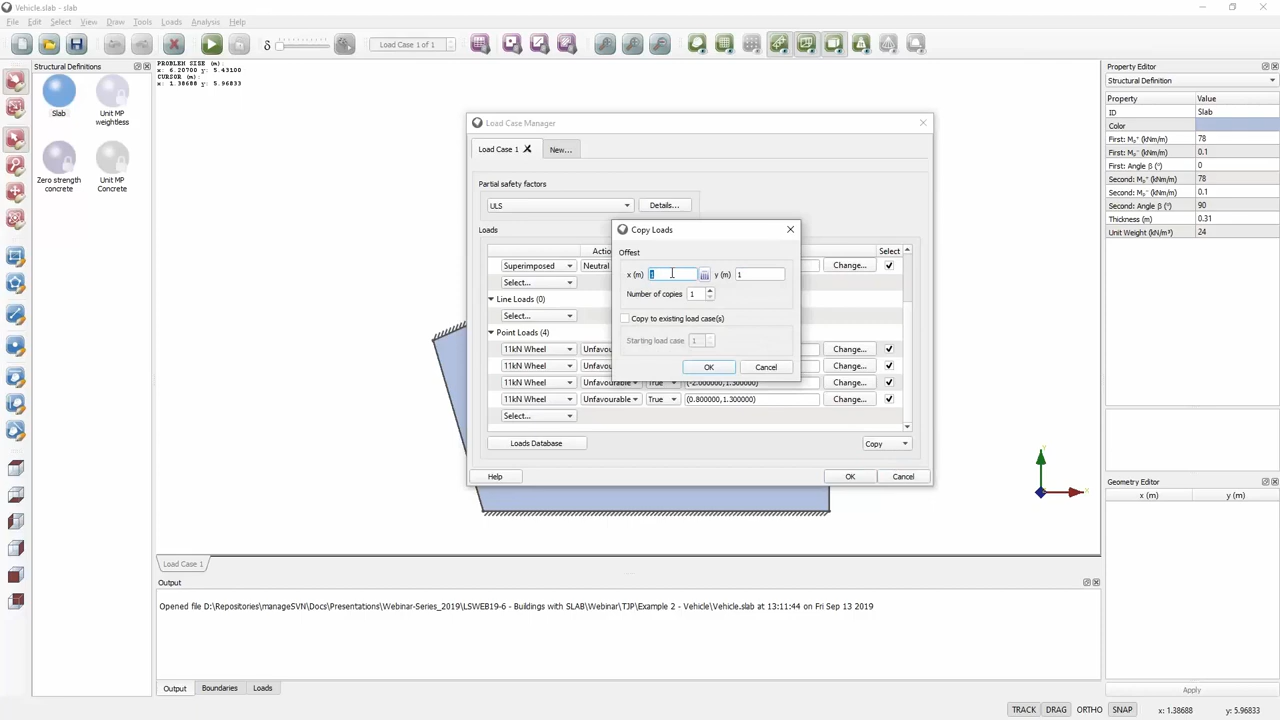 Vehicle.slab - slab
File Edit Select View Draw Tools Loads Analysis Help
δ
Load Case 1 of 1
Structural Definitions
Slab
Unit MP weightless
Zero strength concrete
Unit MP Concrete
PROBLEM SIZE (m):
x: 6.20700 y: 5.43100
CURSOR (m):
x: 1.38688 y: 5.96833
Load Case Manager
Load Case 1
New...
Partial safety factors
ULS
Details...
Loads
Actio
Select
Superimposed Neutral Change...
Select...
Line Loads (0)
Select...
Point Loads (4)
11kN Wheel Unfavou Change...
11kN Wheel Unfavou Change...
11kN Wheel Unfavourable True (-2.000000,1.300000) Change...
11kN Wheel Unfavourable True (0.800000,1.300000) Change...
Select...
Loads Database
Copy
Help
OK
Cancel
Copy Loads
Offest
x (m) 1 y (m) 1
Number of copies 1
Copy to existing load case(s)
Starting load case 1
OK Cancel
Y
X
Load Case 1
Output
Opened file D:\Repositories\manageSVN\Docs\Presentations\Webinar-Series_2019\LSWEB19-6 - Buildings with SLAB\Webinar\TJP\Example 2 - Vehicle\Vehicle.slab at 13:11:44 on Fri Sep 13 2019
Output Boundaries Loads
Property Editor
Structural Definition
Property Value
ID Slab
Color
First: Mₚ⁺ (kNm/m) 78
First: Mₚ⁻ (kNm/m) 0.1
First: Angle β (°) 0
Second: Mₚ⁺ (kNm/m) 78
Second: Mₚ⁻ (kNm/m) 0.1
Second: Angle β (°) 90
Thickness (m) 0.31
Unit Weight (kN/m³) 24
Geometry Editor
x (m) y (m)
Apply
TRACK DRAG ORTHO SNAP x: 1.38688 y: 5.96833